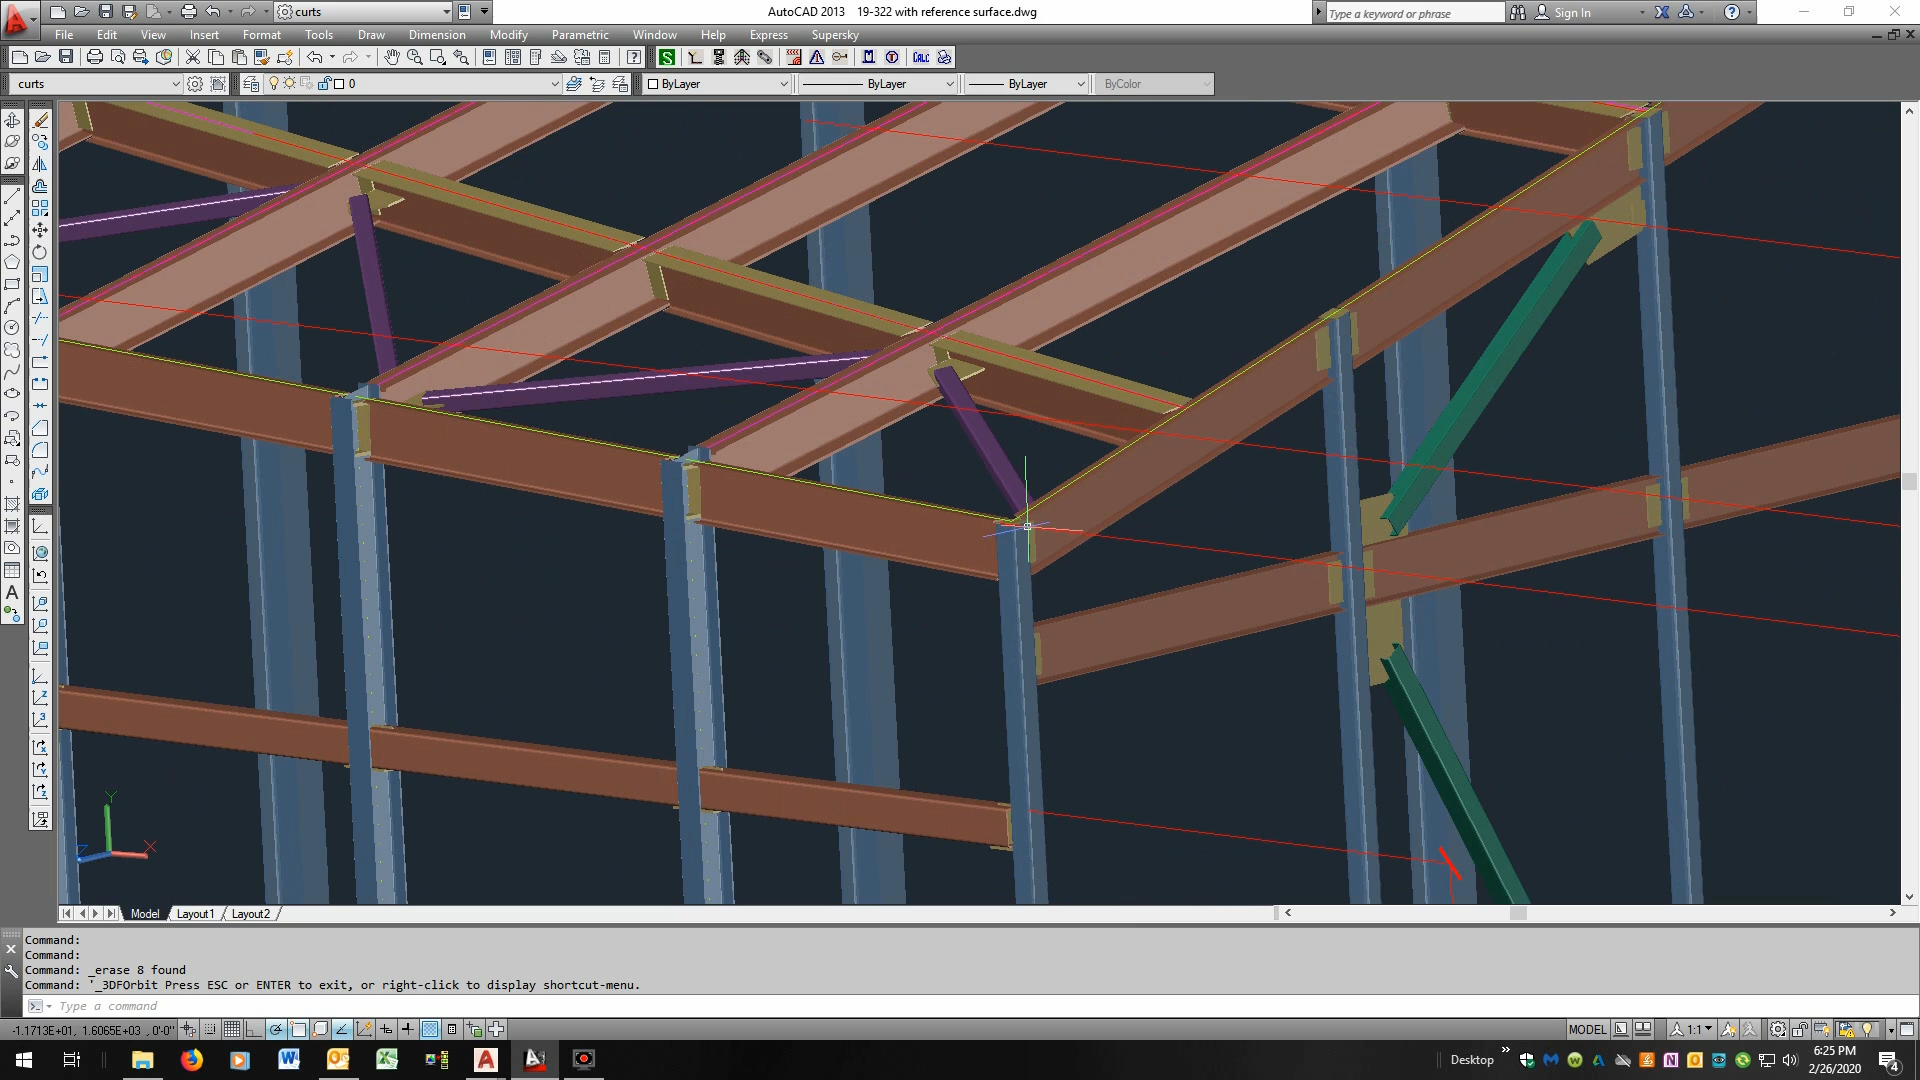 curts
AutoCAD 2013 19-322 with reference surface.dwg
Type a keyword or phrase
Sign In
File Edit View Insert Format Tools Draw Dimension Modify Parametric Window Help Express Supersky
S CALC
curts
0
ByLayer
ByLayer
ByLayer
ByColor
A
Y
X
Z
Model Layout1 Layout2
Command:
Command:
Command: _erase 8 found
Command: '_3DFOrbit Press ESC or ENTER to exit, or right-click to display shortcut-menu.
Type a command
-1.1713E+01, 1.6065E+03 , 0'-0"
MODEL
1:1
Desktop
6:25 PM
2/26/2020
4